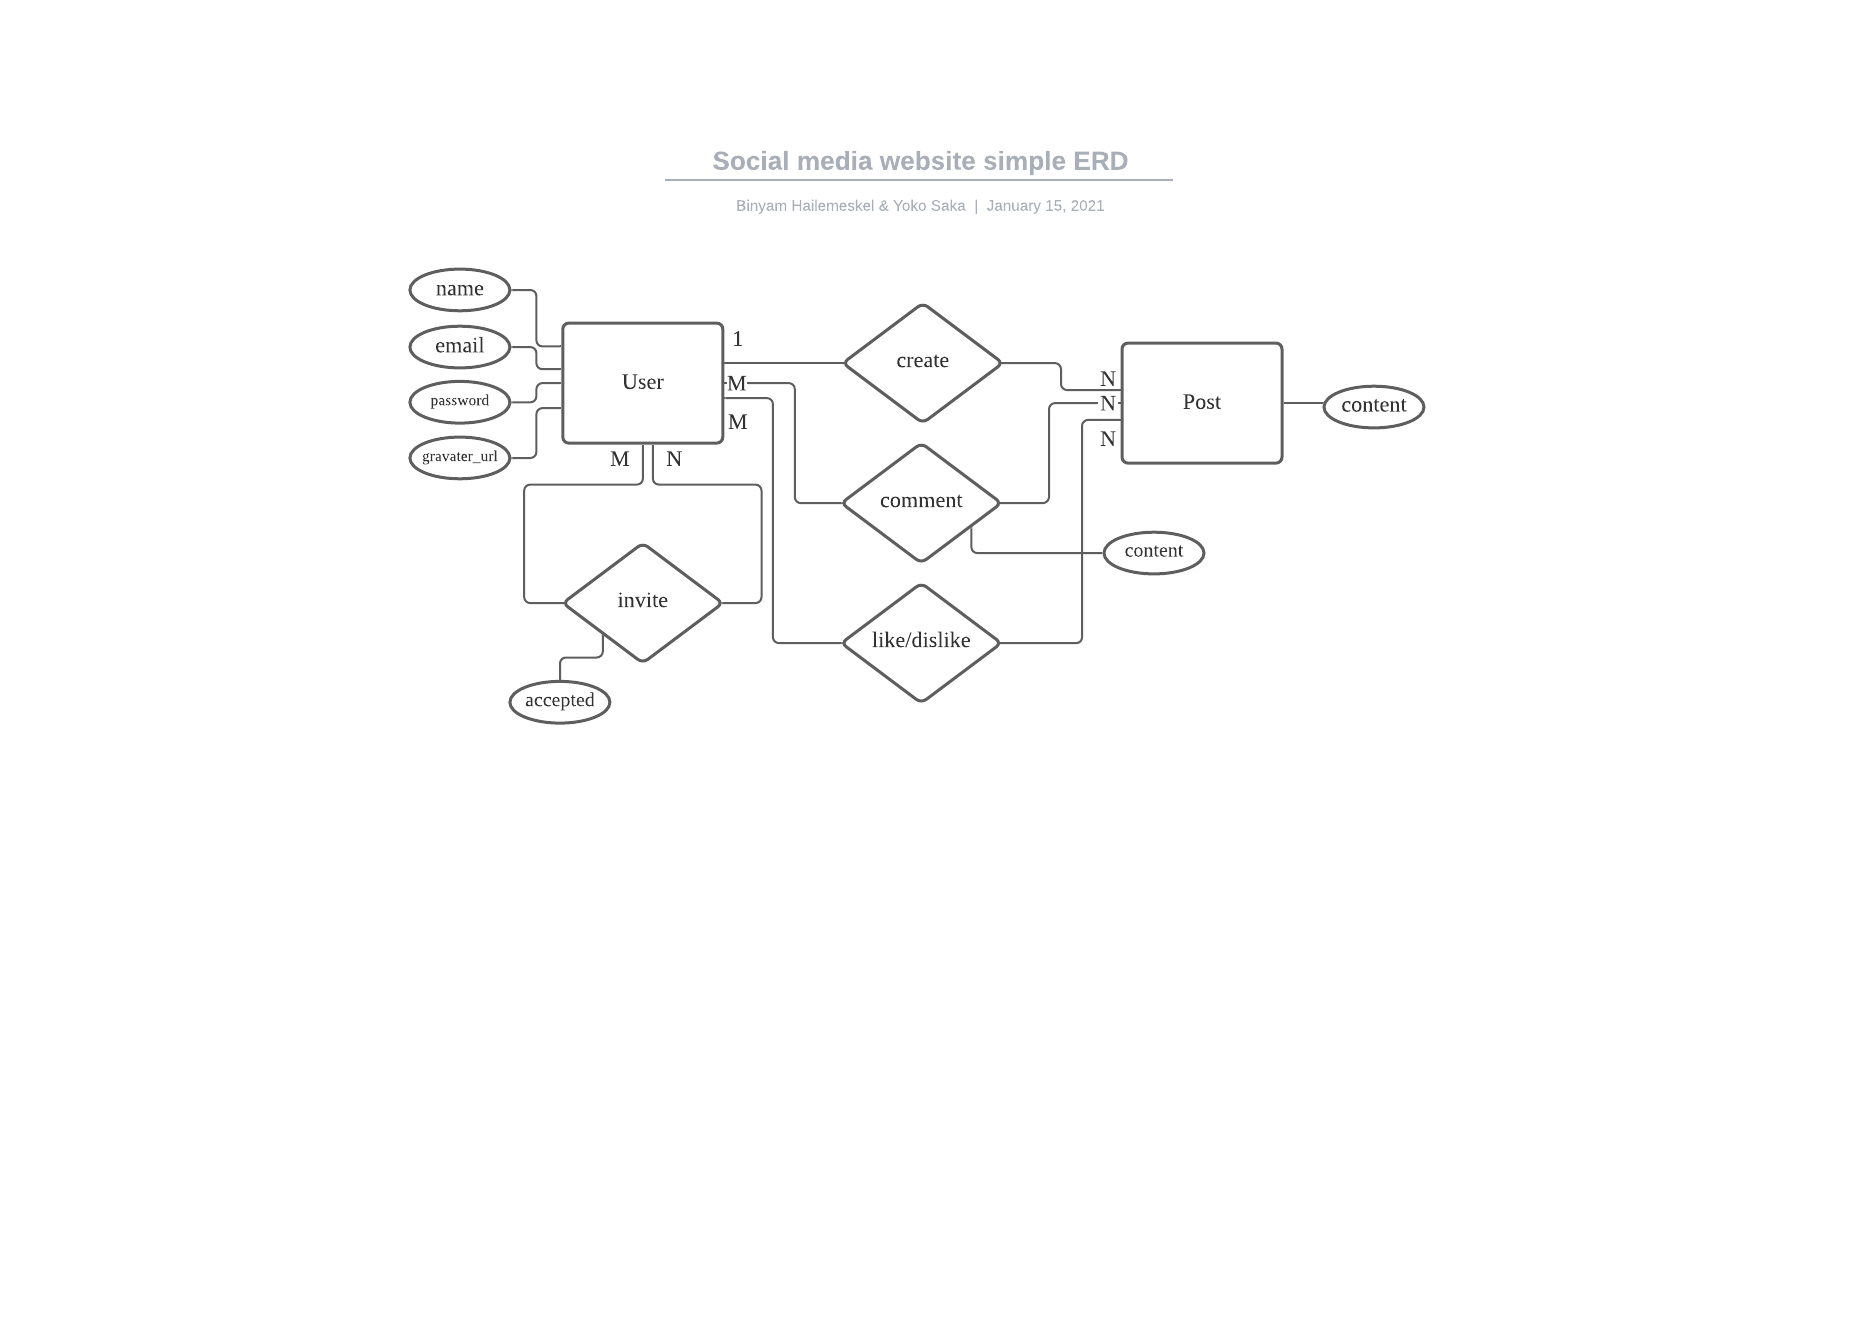 Social media website simple ERD
Binyam Hailemeskel & Yoko Saka | January 15, 2021
name
email
password
gravater_url
User
1
M
M
M
N
create
comment
like/dislike
invite
accepted
N
N
N
Post
content
content